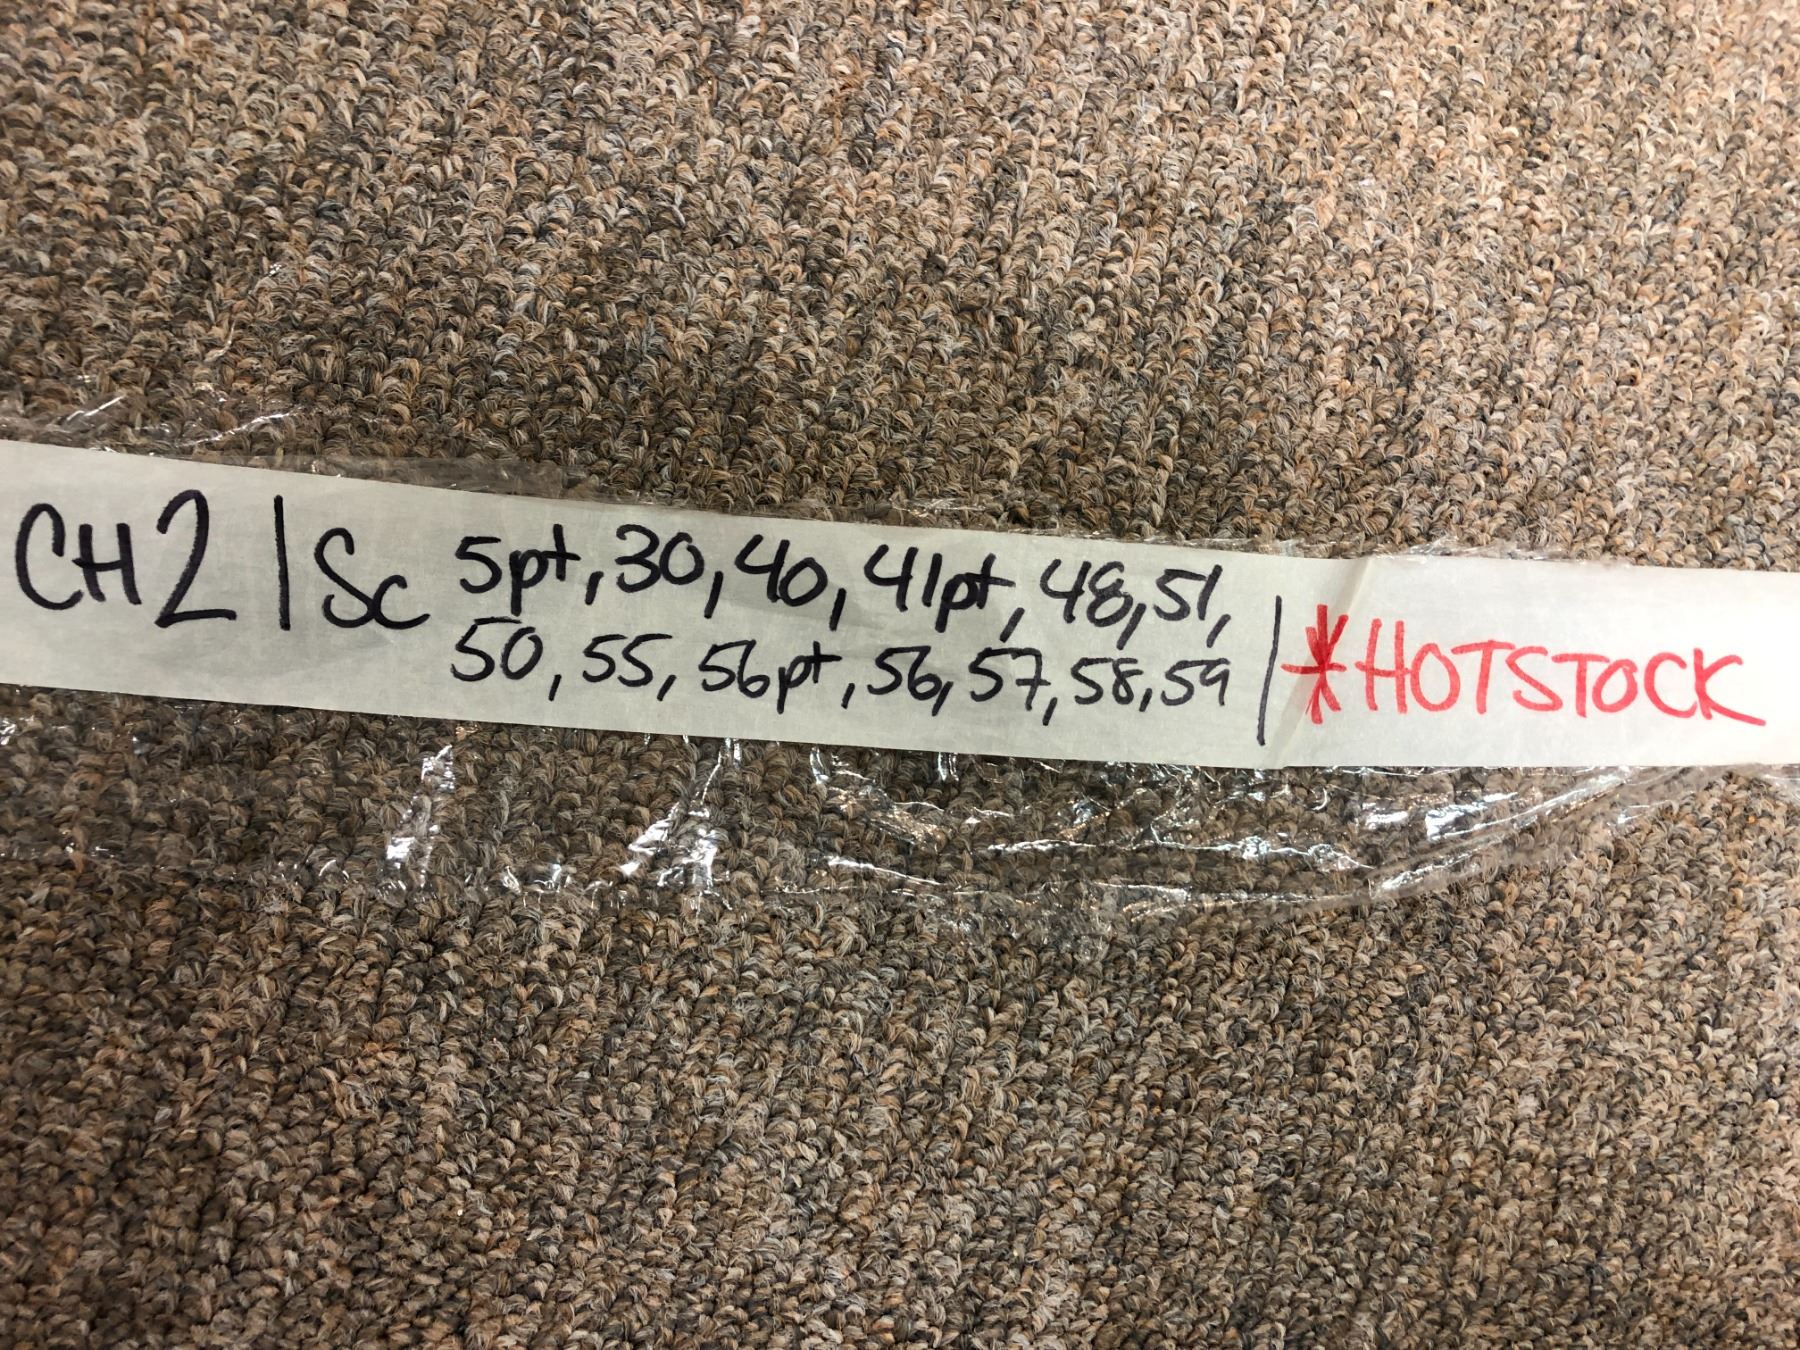 CH2 | Sc 5pt, 30, 40, 41pt, 48, 51,
50, 55, 56pt, 56, 57, 58, 59 | *HOTSTOCK